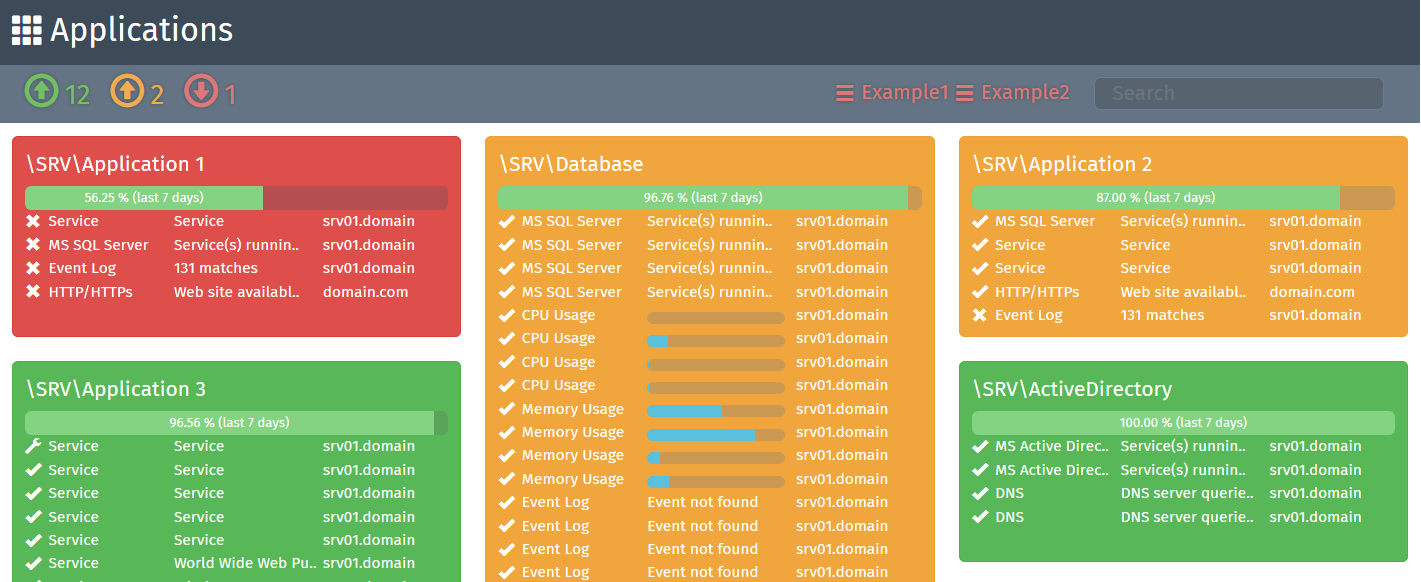 Applications
12 2 1 Example1 Example2 Search
\SRV\Application 1
56.25 % (last 7 days)
Service Service srv01.domain
MS SQL Server Service(s) runnin.. srv01.domain
Event Log 131 matches srv01.domain
HTTP/HTTPs Web site availabl.. domain.com
\SRV\Application 3
96.56 % (last 7 days)
Service Service srv01.domain
Service Service srv01.domain
Service Service srv01.domain
Service Service srv01.domain
Service Service srv01.domain
Service World Wide Web Pu.. srv01.domain
\SRV\Database
96.76 % (last 7 days)
MS SQL Server Service(s) runnin.. srv01.domain
MS SQL Server Service(s) runnin.. srv01.domain
MS SQL Server Service(s) runnin.. srv01.domain
MS SQL Server Service(s) runnin.. srv01.domain
CPU Usage srv01.domain
CPU Usage srv01.domain
CPU Usage srv01.domain
CPU Usage srv01.domain
Memory Usage srv01.domain
Memory Usage srv01.domain
Memory Usage srv01.domain
Memory Usage srv01.domain
Event Log Event not found srv01.domain
Event Log Event not found srv01.domain
Event Log Event not found srv01.domain
Event Log Event not found srv01.domain
\SRV\Application 2
87.00 % (last 7 days)
MS SQL Server Service(s) runnin.. srv01.domain
Service Service srv01.domain
Service Service srv01.domain
HTTP/HTTPs Web site availabl.. domain.com
Event Log 131 matches srv01.domain
\SRV\ActiveDirectory
100.00 % (last 7 days)
MS Active Direc.. Service(s) runnin.. srv01.domain
MS Active Direc.. Service(s) runnin.. srv01.domain
DNS DNS server querie.. srv01.domain
DNS DNS server querie.. srv01.domain